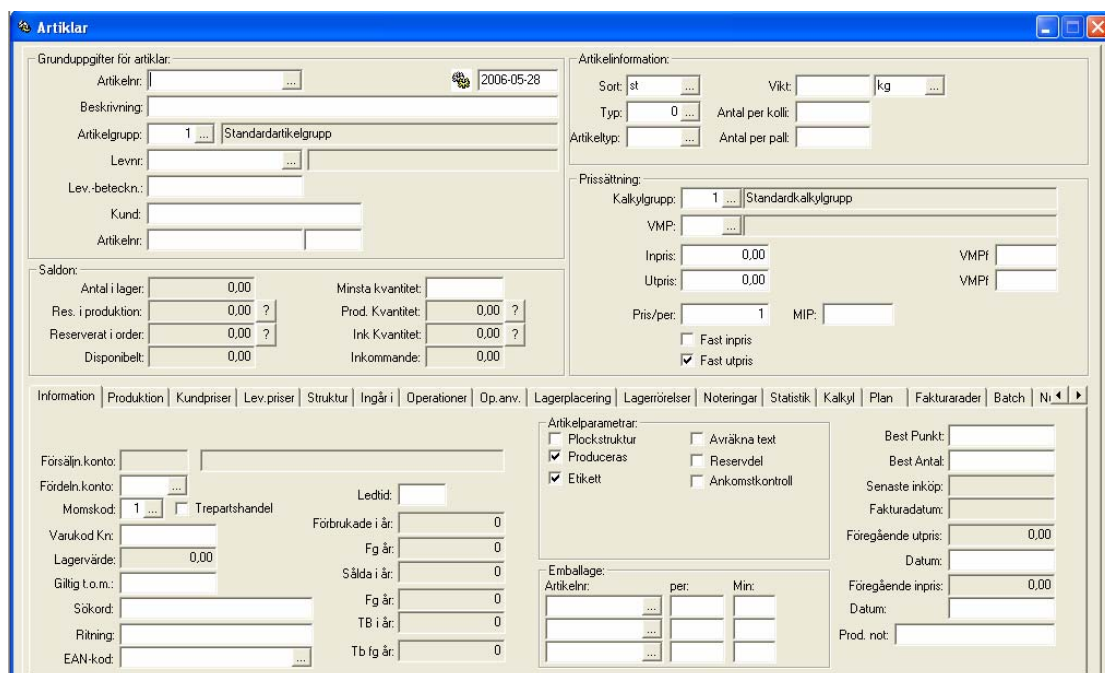 Artiklar
Grunduppgifter för artiklar:
Artikelnr: ... 2006-05-28
Beskrivning:
Artikelgrupp: 1 ... Standardartikelgrupp
Levnr: ...
Lev.-beteckn.:
Kund:
Artikelnr:
Artikelinformation:
Sort: st ... Vikt: kg ...
Typ: 0 ... Antal per kolli:
Artikeltyp: ... Antal per pall:
Prissättning:
Kalkylgrupp: 1 ... Standardkalkylgrupp
VMP: ...
Inpris: 0,00 VMPf
Utpris: 0,00 VMPf
Pris/per: 1 MIP:
Fast inpris
Fast utpris
Saldon:
Antal i lager: 0,00 Minsta kvantitet:
Res. i produktion: 0,00 ? Prod. Kvantitet: 0,00 ?
Reserverat i order: 0,00 ? Ink Kvantitet: 0,00 ?
Disponibelt: 0,00 Inkommande: 0,00
Information Produktion Kundpriser Lev.priser Struktur Ingår i Operationer Op.anv. Lagerplacering Lagerrörelser Noteringar Statistik Kalkyl Plan Fakturarader Batch
Försäljn.konto:
Fördeln.konto: ...
Momskod: 1 ... Trepartshandel
Varukod Kn:
Lagervärde: 0,00
Giltig t.o.m.:
Sökord:
Ritning:
EAN-kod: ...
Ledtid:
Förbrukade i år: 0
Fg år: 0
Sålda i år: 0
Fg år: 0
TB i år: 0
Tb fg år: 0
Artikelparametrar:
Plockstruktur Avräkna text
Produceras Reservdel
Etikett Ankomstkontroll
Emballage:
Artikelnr: per: Min:
...
...
...
Best Punkt:
Best Antal:
Senaste inköp:
Fakturadatum:
Föregående utpris: 0,00
Datum:
Föregående inpris: 0,00
Datum:
Prod. not: